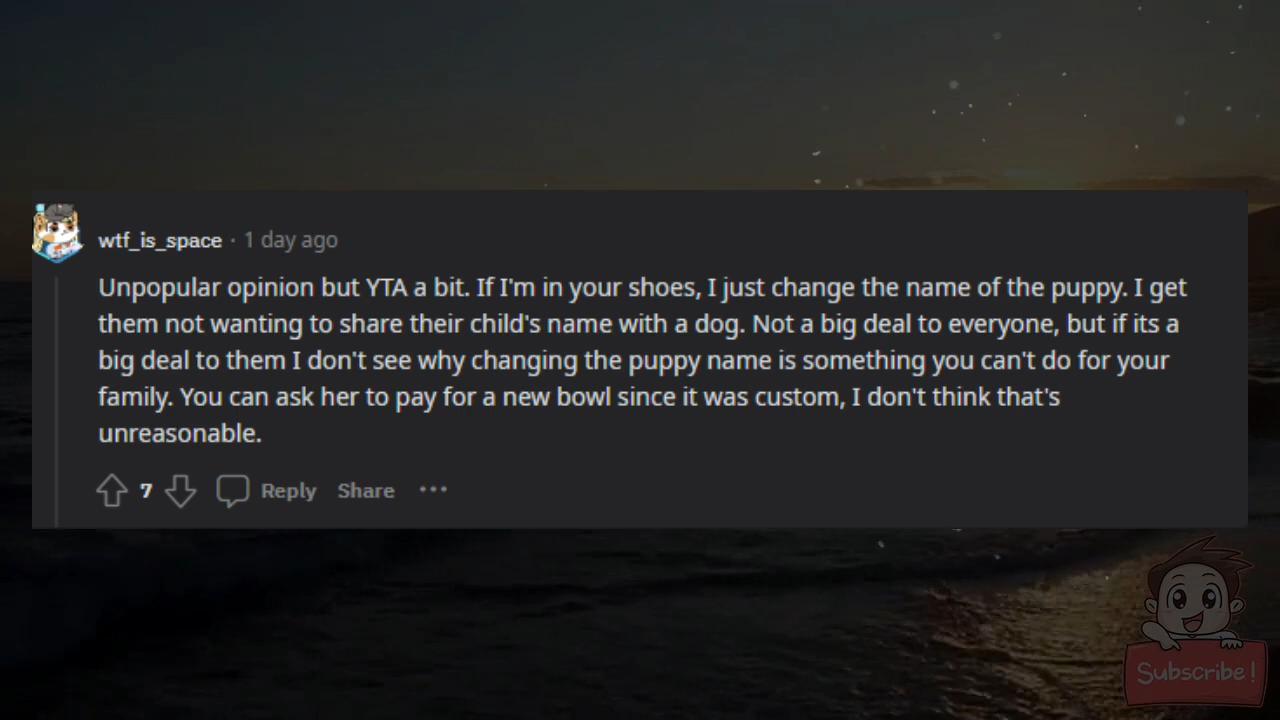 wtf_is_space · 1 day ago
Unpopular opinion but YTA a bit. If I'm in your shoes, I just change the name of the puppy. I get
them not wanting to share their child's name with a dog. Not a big deal to everyone, but if its a
big deal to them I don't see why changing the puppy name is something you can't do for your
family. You can ask her to pay for a new bowl since it was custom, I don't think that's
unreasonable.
7 Reply Share ···
Subscribe!